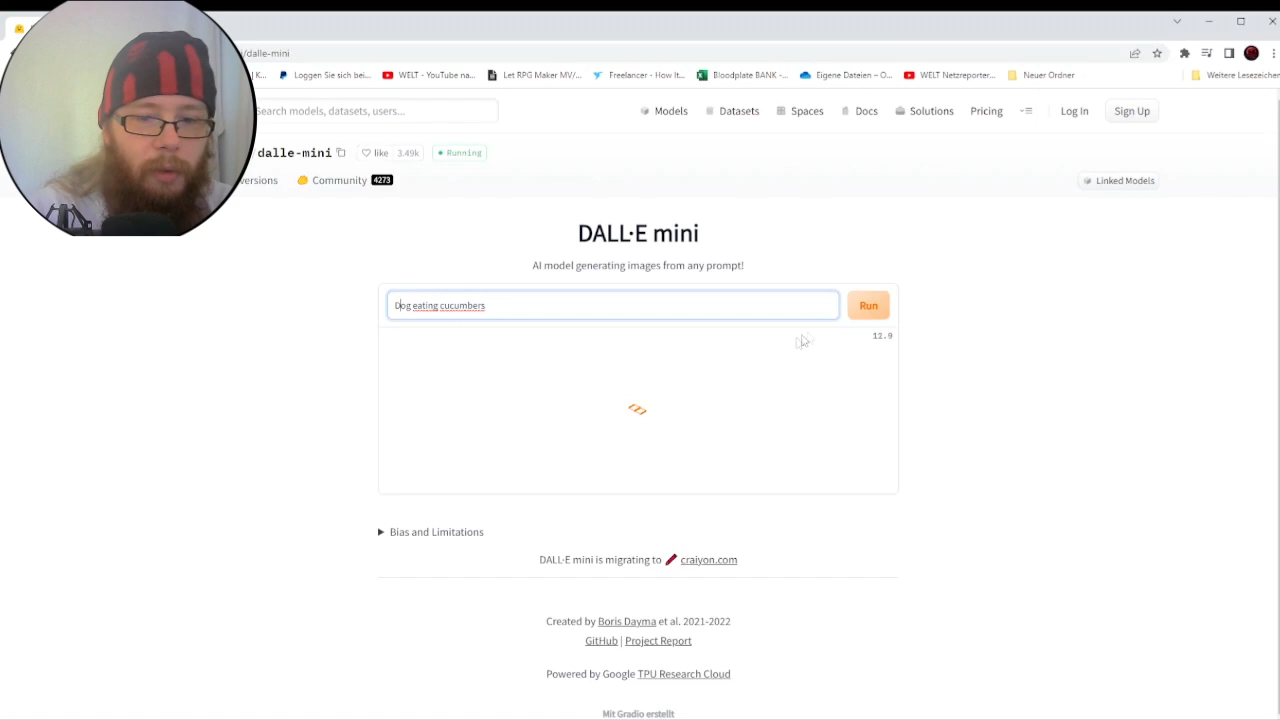 /dalle-mini
K...
Loggen Sie sich bei...
WELT - YouTube na...
Let RPG Maker MV/...
Freelancer - How It...
Bloodplate BANK -...
Eigene Dateien – O...
WELT Netzreporter...
Neuer Ordner
Weitere Lesezeichen
Search models, datasets, users...
Models
Datasets
Spaces
Docs
Solutions
Pricing
Log In
Sign Up
dalle-mini
like 3.49k
Running
ersions
Community 4273
Linked Models
DALL·E mini
AI model generating images from any prompt!
Dog eating cucumbers
Run
12.9
Bias and Limitations
DALL·E mini is migrating to craiyon.com
Created by Boris Dayma et al. 2021-2022
GitHub | Project Report
Powered by Google TPU Research Cloud
Mit Gradio erstellt